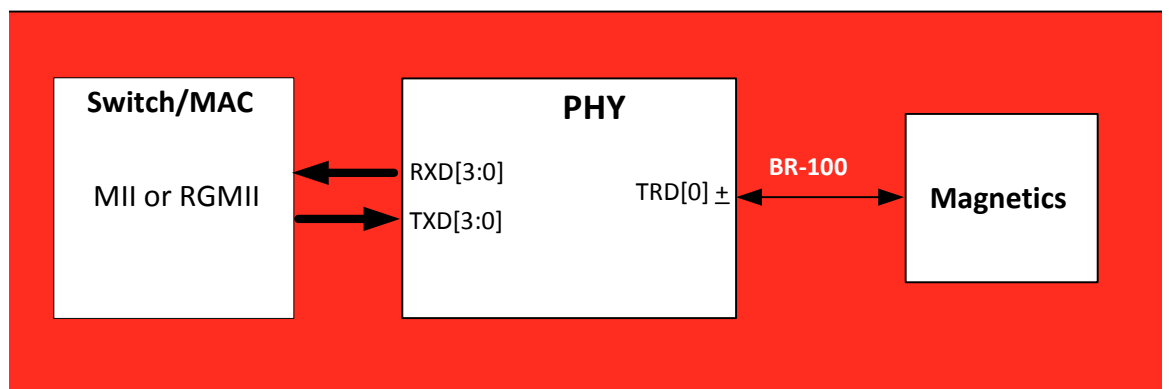 Switch/MAC
MII or RGMII
PHY
RXD[3:0]
TXD[3:0]
TRD[0] ±
BR-100
Magnetics